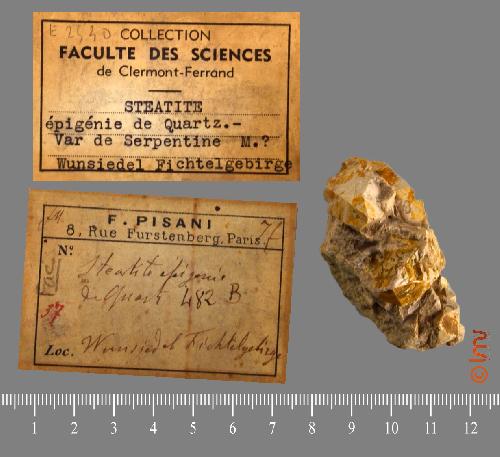 E 2540 COLLECTION
FACULTE DES SCIENCES
de Clermont-Ferrand
STEATITE
épigénie de Quartz.-
Var de Serpentine M.?
Wunsiedel Fichtelgebirge
F. PISANI
8, Rue Furstenberg, Paris.
N°
Steatite épigénie
de Quartz 482 B
57
Loc. Wunsiedel Fichtelgebirge
1 2 3 4 5 6 7 8 9 10 11 12